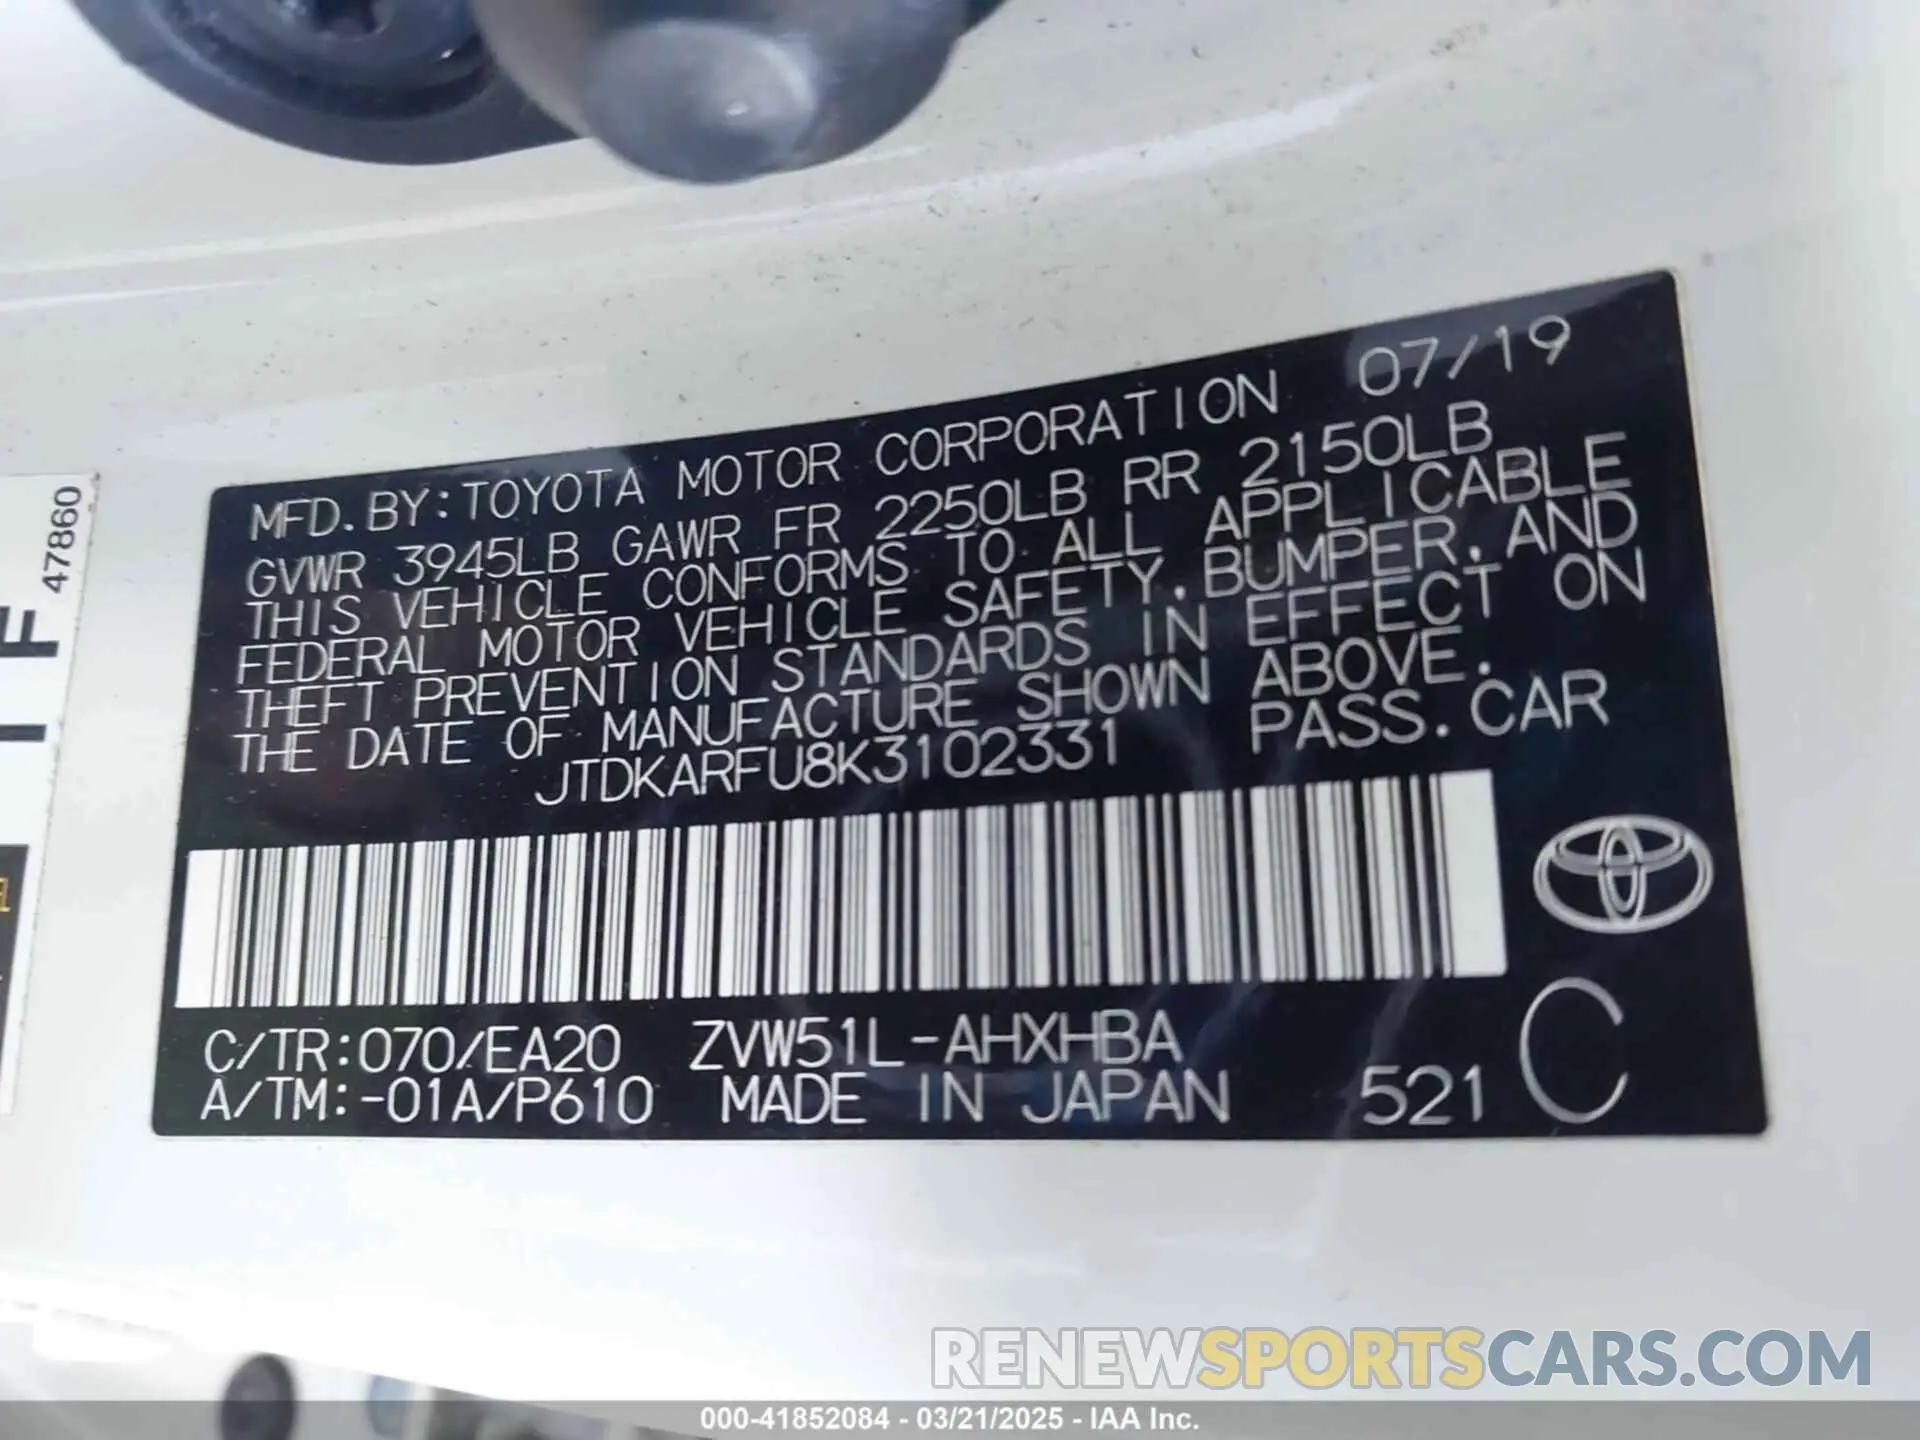 MFD. BY: TOYOTA MOTOR CORPORATION 07/19
GVWR 3945LB GAWR FR 2250LB RR 2150LB
THIS VEHICLE CONFORMS TO ALL APPLICABLE
FEDERAL MOTOR VEHICLE SAFETY, BUMPER, AND
THEFT PREVENTION STANDARDS IN EFFECT ON
THE DATE OF MANUFACTURE SHOWN ABOVE.
JTDKARFU8K3102331 PASS. CAR
C/TR:070/EA20 ZVW51L-AHXHBA
A/TM:-01A/P610 MADE IN JAPAN 521 C
47860
RENEWSPORTSCARS.COM
000-41852084 - 03/21/2025 - IAA Inc.